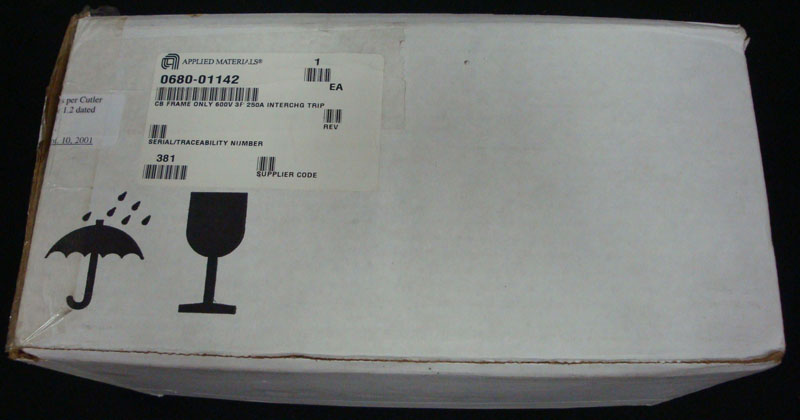 APPLIED MATERIALS®
1
0680-01142
EA
CB FRAME ONLY 600V 3P 250A INTERCHG TRIP
REV
SERIAL/TRACEABILITY NUMBER
381
SUPPLIER CODE
per Cutler
1.2 dated
10, 2001